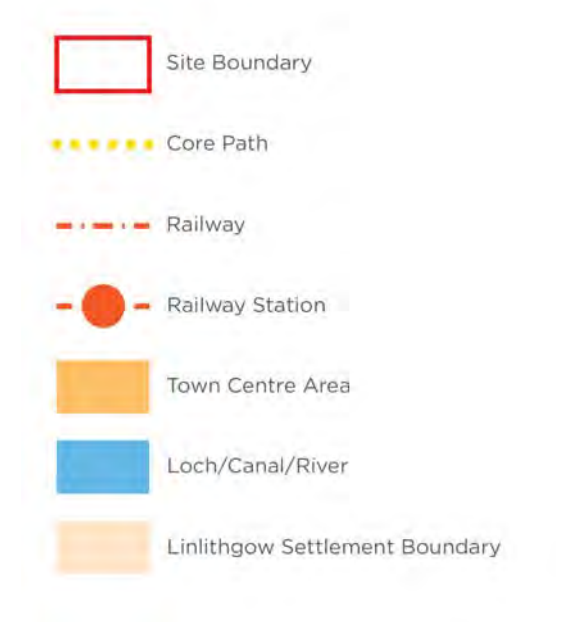 Site Boundary
Core Path
Railway
Railway Station
Town Centre Area
Loch/Canal/River
Linlithgow Settlement Boundary